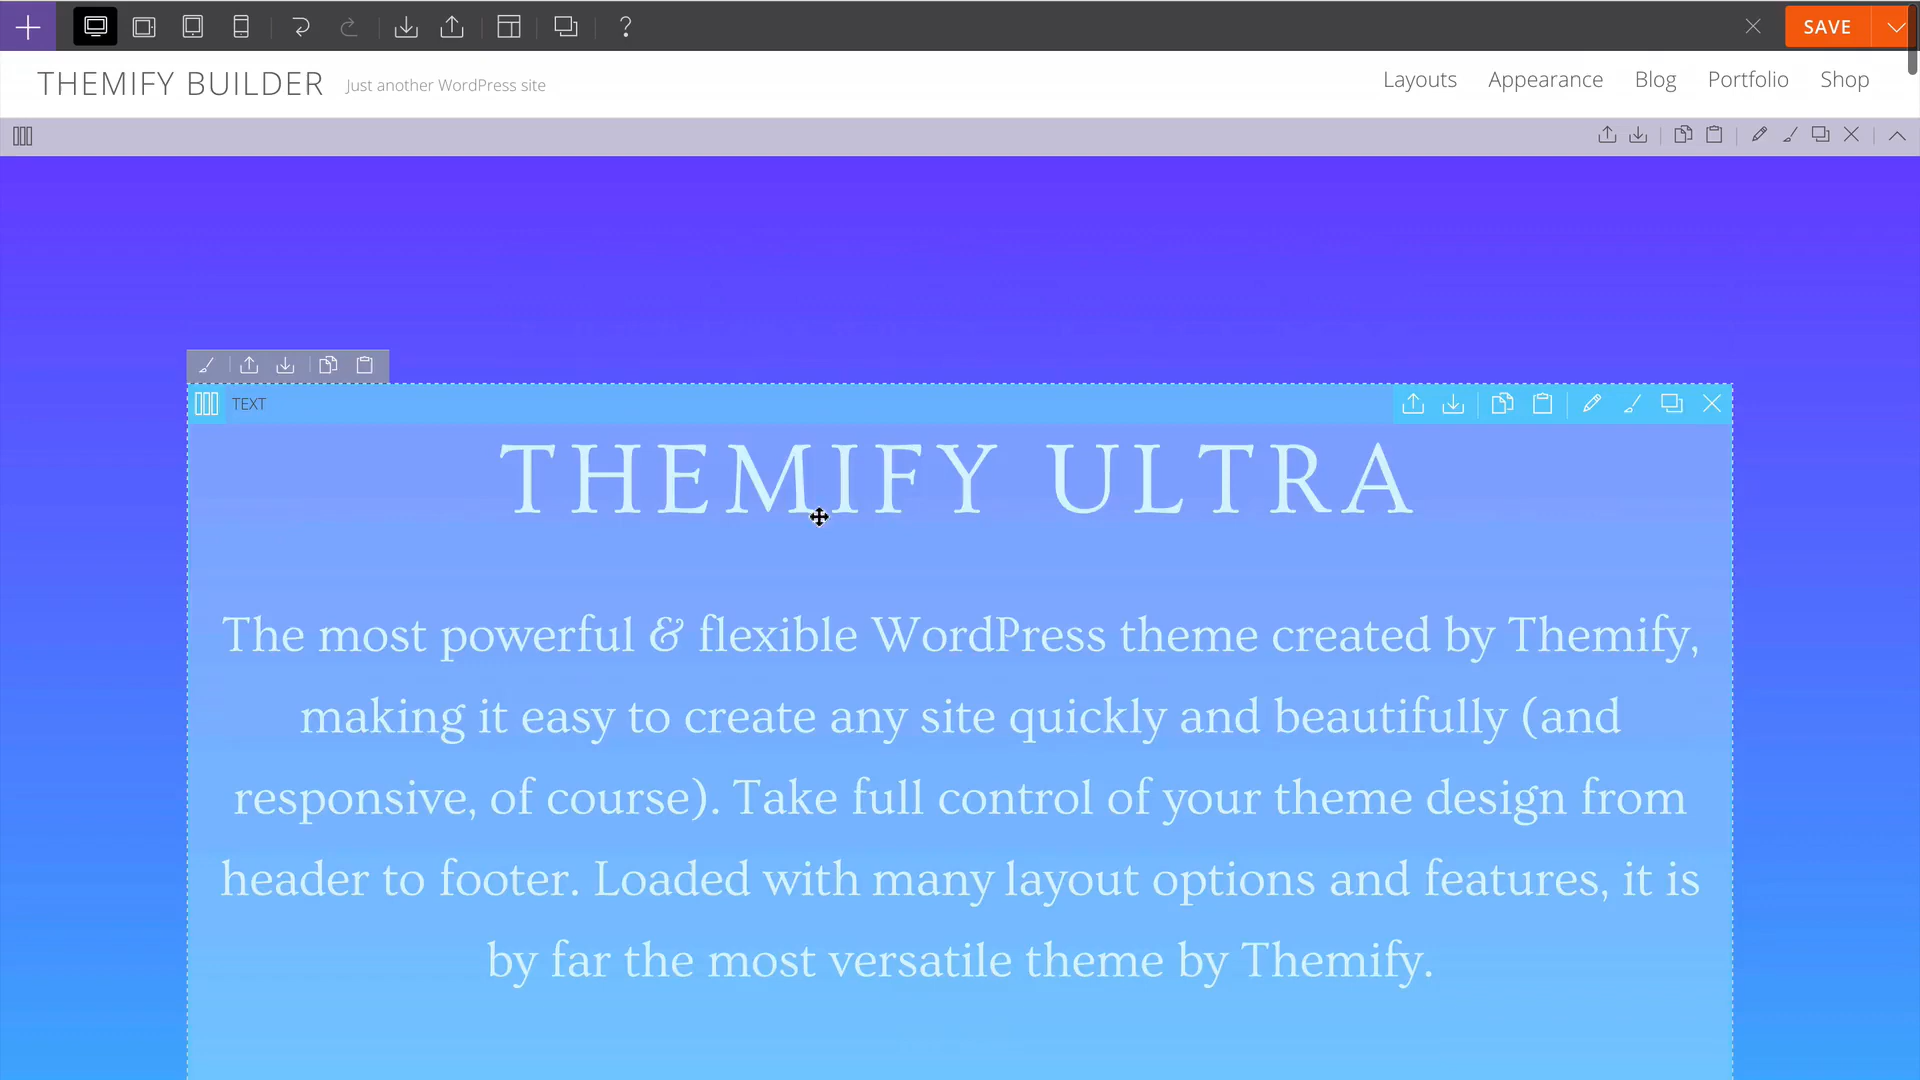 SAVE
THEMIFY BUILDER Just another WordPress site Layouts Appearance Blog Portfolio Shop
TEXT
THEMIFY ULTRA
The most powerful & flexible WordPress theme created by Themify,
making it easy to create any site quickly and beautifully (and
responsive, of course). Take full control of your theme design from
header to footer. Loaded with many layout options and features, it is
by far the most versatile theme by Themify.